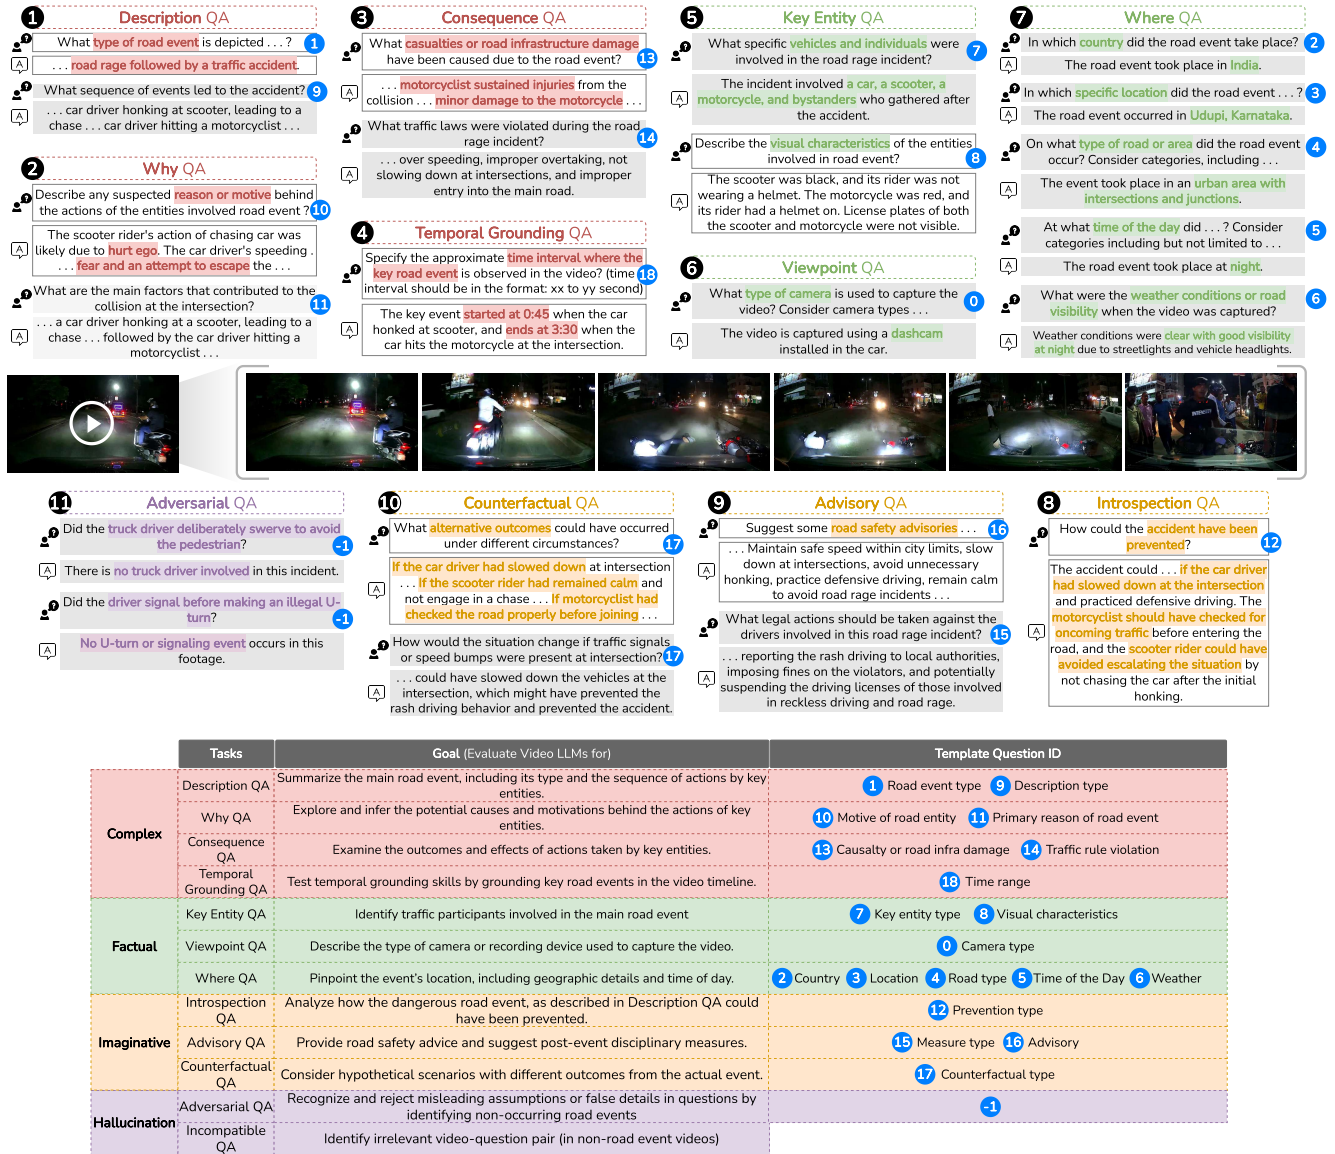 1 Description QA
What type of road event is depicted . . . ? 1
. . . road rage followed by a traffic accident.
What sequence of events led to the accident? 9
. . . car driver honking at scooter, leading to a
chase . . . car driver hitting a motorcyclist . . .
2 Why QA
Describe any suspected reason or motive behind
the actions of the entities involved road event ? 10
The scooter rider's action of chasing car was
likely due to hurt ego. The car driver's speeding .
. . . fear and an attempt to escape the . . .
What are the main factors that contributed to the
collision at the intersection? 11
. . . a car driver honking at a scooter, leading to a
chase . . . followed by the car driver hitting a
motorcyclist . . .
3 Consequence QA
What casualties or road infrastructure damage
have been caused due to the road event? 13
. . . motorcyclist sustained injuries from the
collision . . . minor damage to the motorcycle . . .
What traffic laws were violated during the road
rage incident? 14
. . . over speeding, improper overtaking, not
slowing down at intersections, and improper
entry into the main road.
4 Temporal Grounding QA
Specify the approximate time interval where the
key road event is observed in the video? (time 18
interval should be in the format: xx to yy second)
The key event started at 0:45 when the car
honked at scooter, and ends at 3:30 when the
car hits the motorcycle at the intersection.
5 Key Entity QA
What specific vehicles and individuals were
involved in the road rage incident? 7
The incident involved a car, a scooter, a
motorcycle, and bystanders who gathered after
the accident.
Describe the visual characteristics of the entities
involved in road event? 8
The scooter was black, and its rider was not
wearing a helmet. The motorcycle was red, and
its rider had a helmet on. License plates of both
the scooter and motorcycle were not visible.
6 Viewpoint QA
What type of camera is used to capture the
video? Consider camera types . . . 0
The video is captured using a dashcam
installed in the car.
7 Where QA
In which country did the road event take place? 2
The road event took place in India.
In which specific location did the road event . . . ? 3
The road event occurred in Udupi, Karnataka.
On what type of road or area did the road event
occur? Consider categories, including . . . 4
The event took place in an urban area with
intersections and junctions.
At what time of the day did . . . ? Consider
categories including but not limited to . . . 5
The road event took place at night.
What were the weather conditions or road
visibility when the video was captured? 6
Weather conditions were clear with good visibility
at night due to streetlights and vehicle headlights.
11 Adversarial QA
Did the truck driver deliberately swerve to avoid
the pedestrian? -1
There is no truck driver involved in this incident.
Did the driver signal before making an illegal U-
turn? -1
No U-turn or signaling event occurs in this
footage.
10 Counterfactual QA
What alternative outcomes could have occurred
under different circumstances? 17
If the car driver had slowed down at intersection
. . . If the scooter rider had remained calm and
not engage in a chase . . . If motorcyclist had
checked the road properly before joining . . .
How would the situation change if traffic signals
or speed bumps were present at intersection? 17
. . . could have slowed down the vehicles at the
intersection, which might have prevented the
rash driving behavior and prevented the accident.
9 Advisory QA
Suggest some road safety advisories . . . 16
. . . Maintain safe speed within city limits, slow
down at intersections, avoid unnecessary
honking, practice defensive driving, remain calm
to avoid road rage incidents . . .
What legal actions should be taken against the
drivers involved in this road rage incident? 15
. . . reporting the rash driving to local authorities,
imposing fines on the violators, and potentially
suspending the driving licenses of those involved
in reckless driving and road rage.
8 Introspection QA
How could the accident have been
prevented? 12
The accident could . . . if the car driver
had slowed down at the intersection
and practiced defensive driving. The
motorcyclist should have checked for
oncoming traffic before entering the
road, and the scooter rider could have
avoided escalating the situation by
not chasing the car after the initial
honking.
Tasks Goal (Evaluate Video LLMs for) Template Question ID
Complex
Description QA Summarize the main road event, including its type and the sequence of actions by key
entities. 1 Road event type 9 Description type
Why QA Explore and infer the potential causes and motivations behind the actions of key
entities. 10 Motive of road entity 11 Primary reason of road event
Consequence
QA Examine the outcomes and effects of actions taken by key entities. 13 Causalty or road infra damage 14 Traffic rule violation
Temporal
Grounding QA Test temporal grounding skills by grounding key road events in the video timeline. 18 Time range
Factual
Key Entity QA Identify traffic participants involved in the main road event 7 Key entity type 8 Visual characteristics
Viewpoint QA Describe the type of camera or recording device used to capture the video. 0 Camera type
Where QA Pinpoint the event's location, including geographic details and time of day. 2 Country 3 Location 4 Road type 5 Time of the Day 6 Weather
Imaginative
Introspection
QA Analyze how the dangerous road event, as described in Description QA could
have been prevented. 12 Prevention type
Advisory QA Provide road safety advice and suggest post-event disciplinary measures. 15 Measure type 16 Advisory
Counterfactual
QA Consider hypothetical scenarios with different outcomes from the actual event. 17 Counterfactual type
Hallucination
Adversarial QA Recognize and reject misleading assumptions or false details in questions by
identifying non-occurring road events -1
Incompatible
QA Identify irrelevant video-question pair (in non-road event videos)